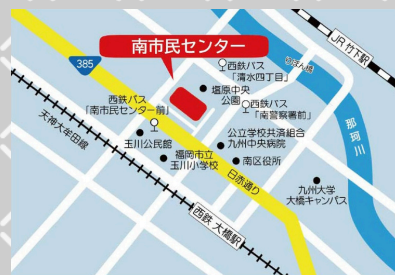 南市民センター
385
JR 竹下駅
西鉄バス
「清水四丁目」
塩原中央
公園
西鉄バス
「南警察署前」
那珂川
西鉄バス
「南市民センター前」
天神大牟田線
玉川公民館
福岡市立
玉川小学校
公立学校共済組合
九州中央病院
南区役所
日赤通り
九州大学
大橋キャンパス
西鉄 大橋駅